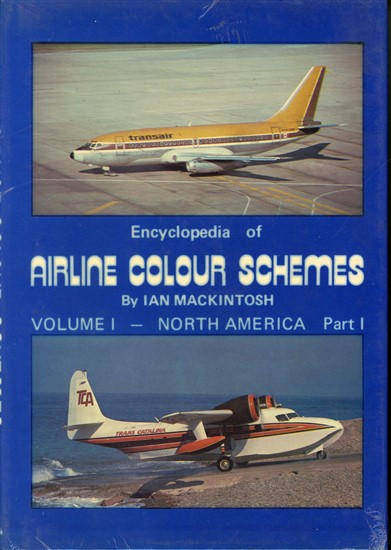 transair
Encyclopedia of
AIRLINE COLOUR SCHEMES
By IAN MACKINTOSH
VOLUME I — NORTH AMERICA Part I
TCA
TRANS CATALINA